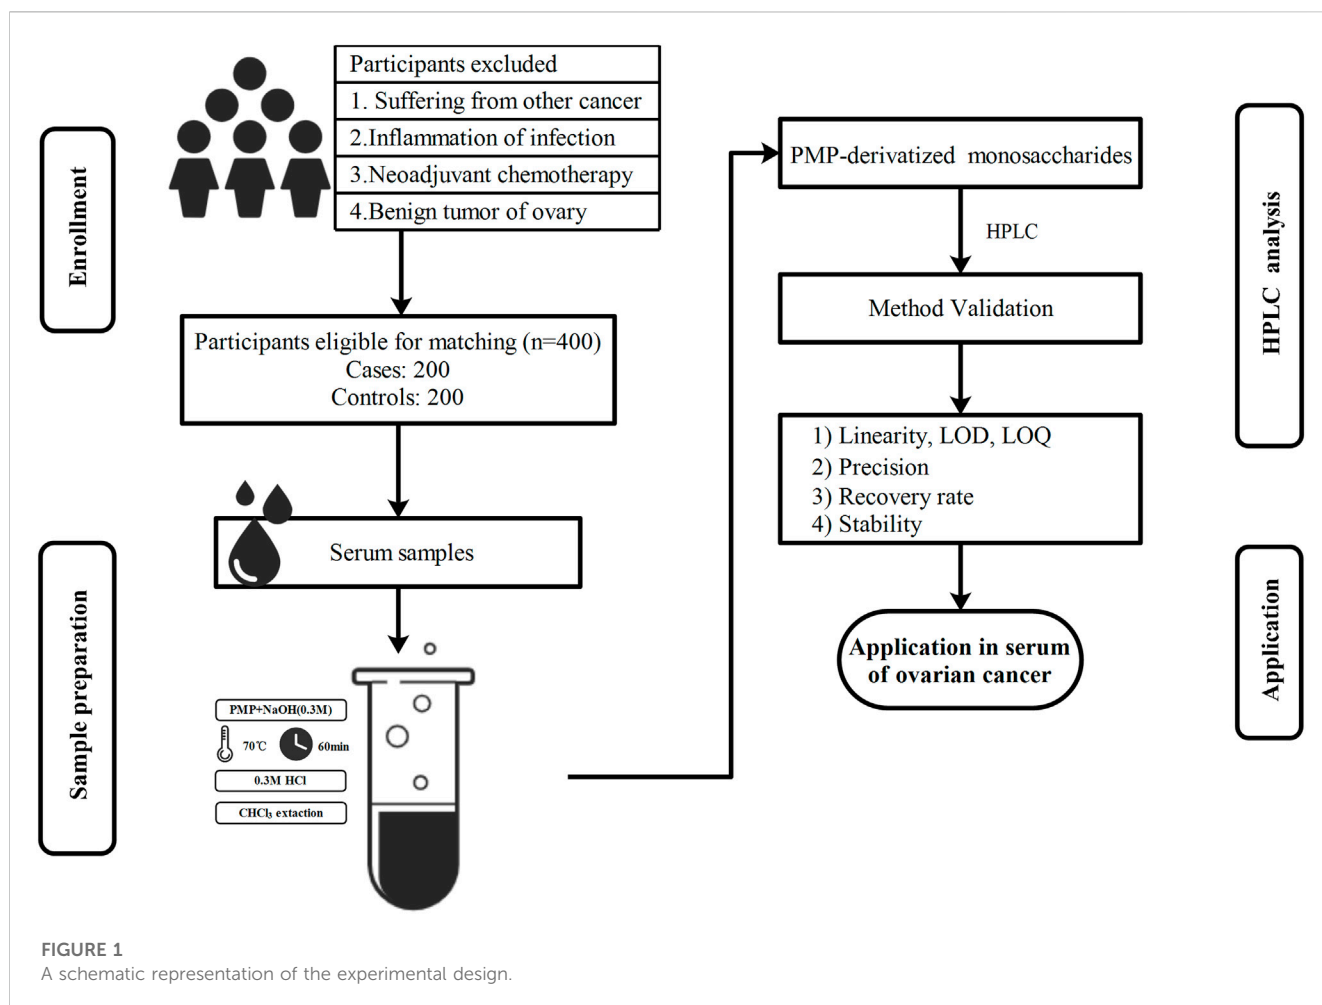 Enrollment
Participants excluded
1. Suffering from other cancer
2.Inflammation of infection
3.Neoadjuvant chemotherapy
4.Benign tumor of ovary
Participants eligible for matching (n=400)
Cases: 200
Controls: 200
Sample preparation
Serum samples
PMP+NaOH(0.3M)
70℃
60min
0.3M HCl
CHCl₃ extaction
HPLC analysis
PMP-derivatized monosaccharides
HPLC
Method Validation
1) Linearity, LOD, LOQ
2) Precision
3) Recovery rate
4) Stability
Application
Application in serum
of ovarian cancer
FIGURE 1
A schematic representation of the experimental design.